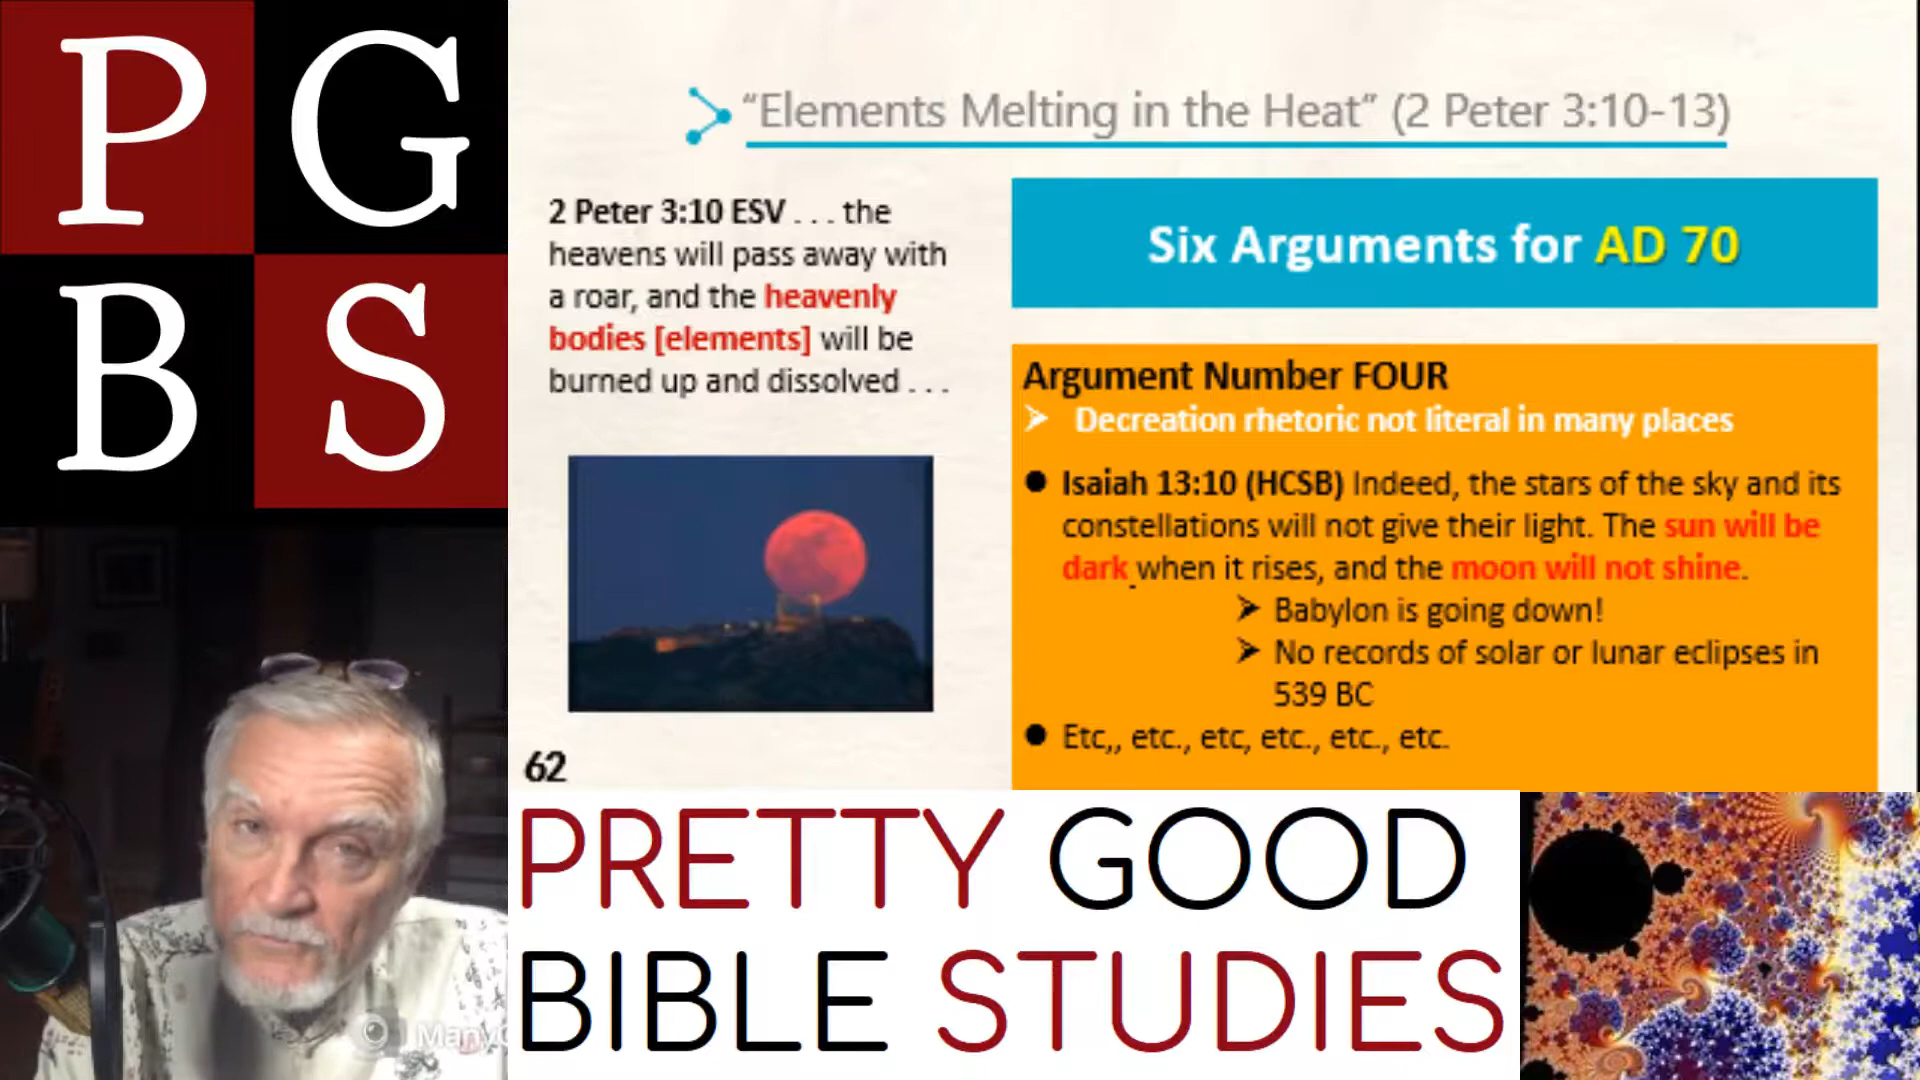 P G
B S
“Elements Melting in the Heat” (2 Peter 3:10-13)
2 Peter 3:10 ESV . . . the
heavens will pass away with
a roar, and the heavenly
bodies [elements] will be
burned up and dissolved . . .
62
Six Arguments for AD 70
Argument Number FOUR
➢ Decreation rhetoric not literal in many places
● Isaiah 13:10 (HCSB) Indeed, the stars of the sky and its
constellations will not give their light. The sun will be
dark when it rises, and the moon will not shine.
➢ Babylon is going down!
➢ No records of solar or lunar eclipses in
539 BC
● Etc,, etc., etc, etc., etc., etc.
PRETTY GOOD
BIBLE STUDIES